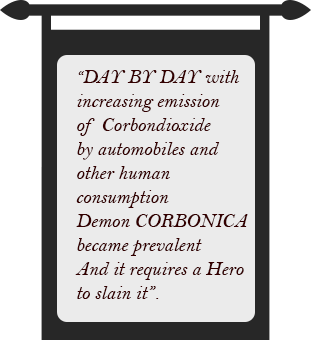 “DAY BY DAY with
increasing emission
of Corbondioxide
by automobiles and
other human
consumption
Demon CORBONICA
became prevalent
And it requires a Hero
to slain it”.